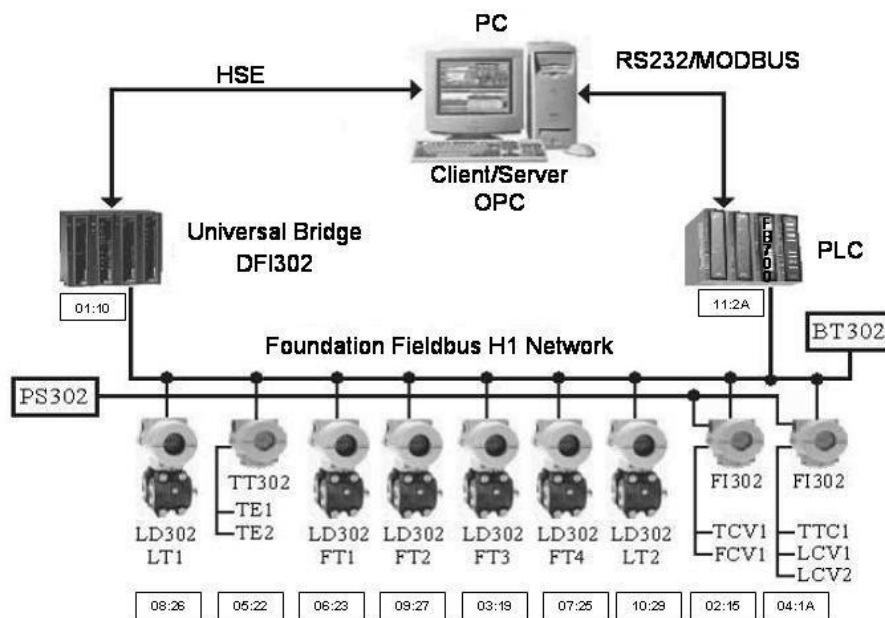 PC
HSE
RS232/MODBUS
Client/Server
OPC
Universal Bridge
DFI302
FB700
PLC
01:10
11:2A
BT302
Foundation Fieldbus H1 Network
PS302
TT302
TE1
TE2
FI302
FI302
LD302
LT1
LD302
FT1
LD302
FT2
LD302
FT3
LD302
FT4
LD302
LT2
TCV1
FCV1
TTC1
LCV1
LCV2
08:26
05:22
06:23
09:27
03:19
07:25
10:29
02:15
04:1A